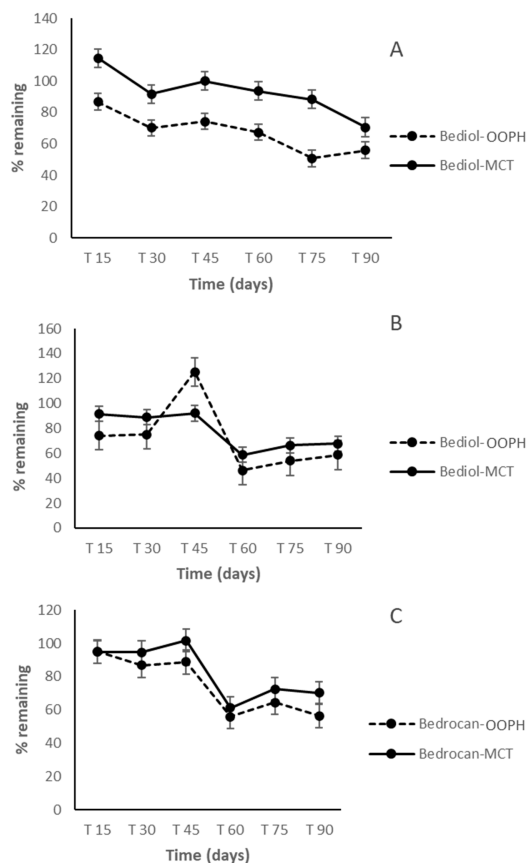 A
% remaining
140
120
100
80
60
40
20
0
T 15 T 30 T 45 T 60 T 75 T 90
Time (days)
Bediol-OOPH
Bediol-MCT
B
% remaining
160
140
120
100
80
60
40
20
0
T 15 T 30 T 45 T 60 T 75 T 90
Time (days)
Bediol-OOPH
Bediol-MCT
C
% remaining
120
100
80
60
40
20
0
T 15 T 30 T 45 T 60 T 75 T 90
Time (days)
Bedrocan-OOPH
Bedrocan-MCT